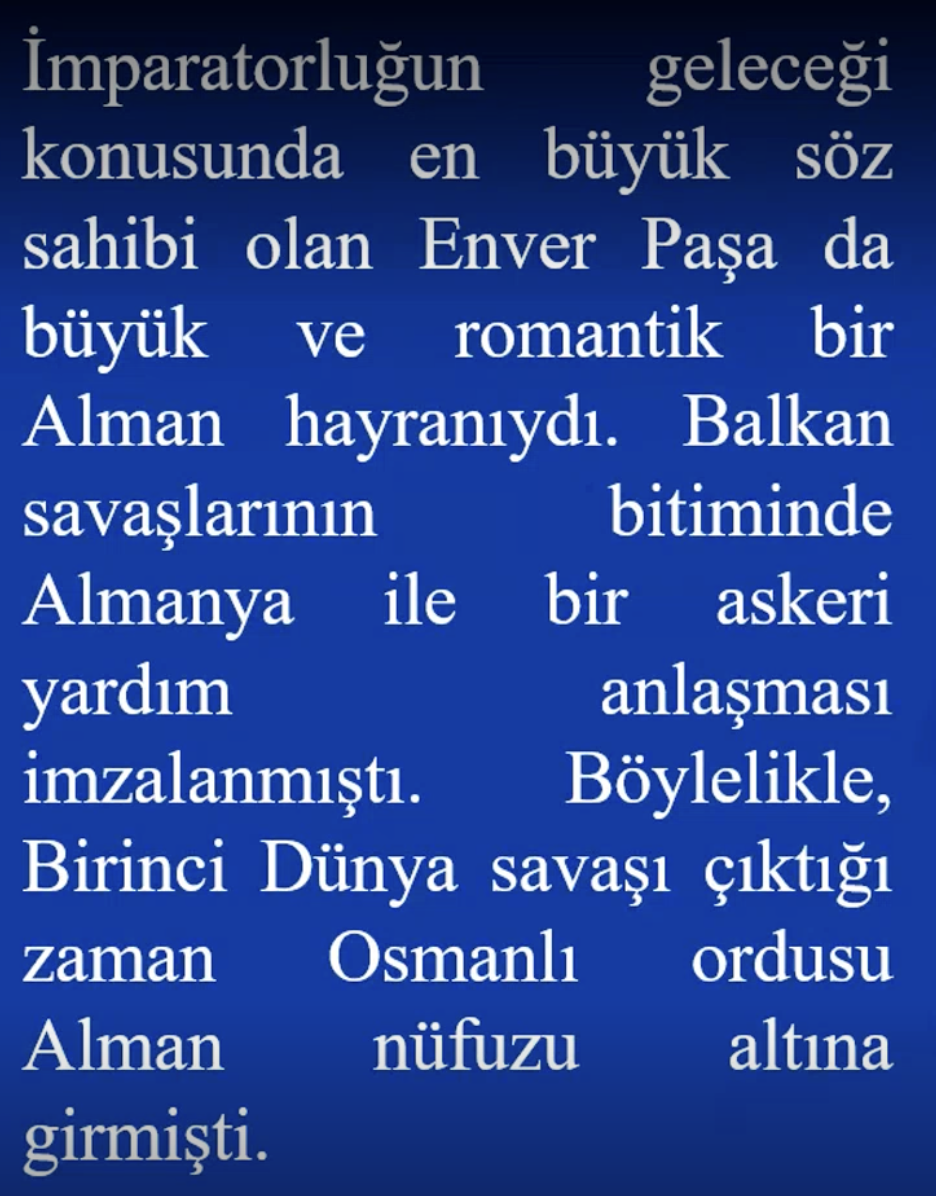 İmparatorluğun geleceği
konusunda en büyük söz
sahibi olan Enver Paşa da
büyük ve romantik bir
Alman hayranıydı. Balkan
savaşlarının bitiminde
Almanya ile bir askeri
yardım anlaşması
imzalanmıştı. Böylelikle,
Birinci Dünya savaşı çıktığı
zaman Osmanlı ordusu
Alman nüfuzu altına
girmişti.